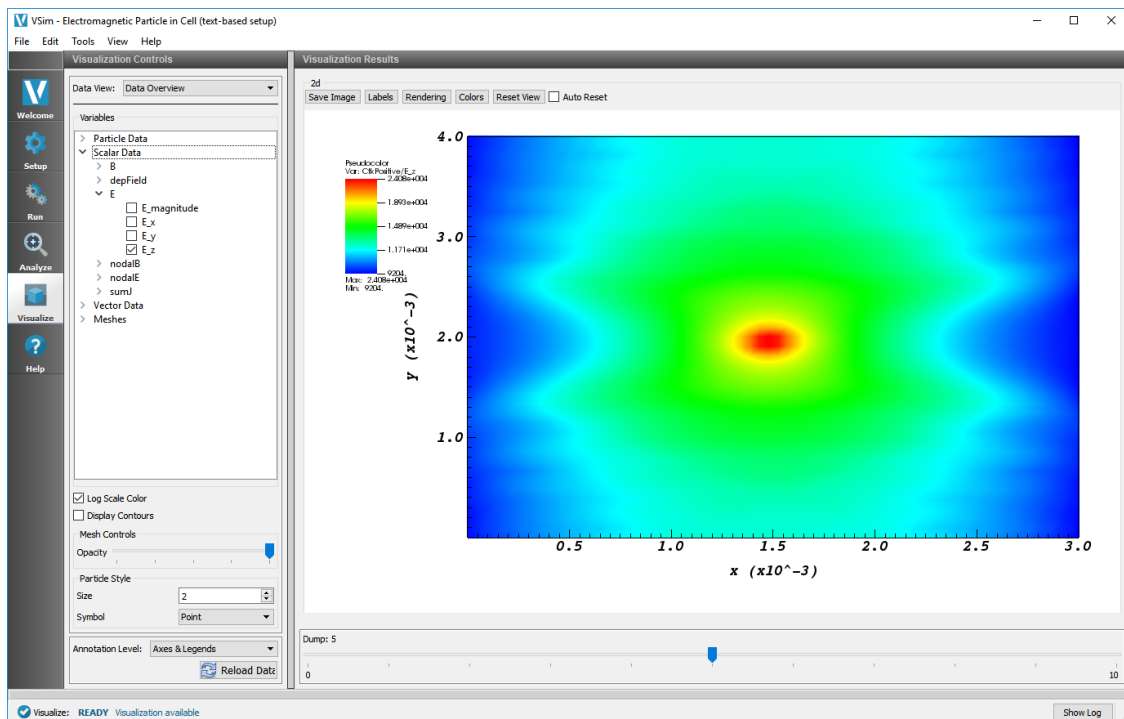 VSim - Electromagnetic Particle in Cell (text-based setup)
File Edit Tools View Help
Welcome
Setup
Run
Analyze
Visualize
Help
Visualization Controls
Data View: Data Overview
Variables
Particle Data
Scalar Data
B
depField
E
E_magnitude
E_x
E_y
E_z
nodalB
nodalE
sumJ
Vector Data
Meshes
Log Scale Color
Display Contours
Mesh Controls
Opacity
Particle Style
Size 2
Symbol Point
Annotation Level: Axes & Legends
Reload Data
Visualization Results
2d
Save Image Labels Rendering Colors Reset View Auto Reset
Pseudocolor
Var: CfkPositive/E_z
2.408e+004
1.893e+004
1.489e+004
1.171e+004
9204.
Max: 2.408e+004
Min: 9204.
4.0
3.0
2.0
1.0
y (x10^-3)
0.5 1.0 1.5 2.0 2.5 3.0
x (x10^-3)
Dump: 5
0 10
Visualize: READY Visualization available
Show Log